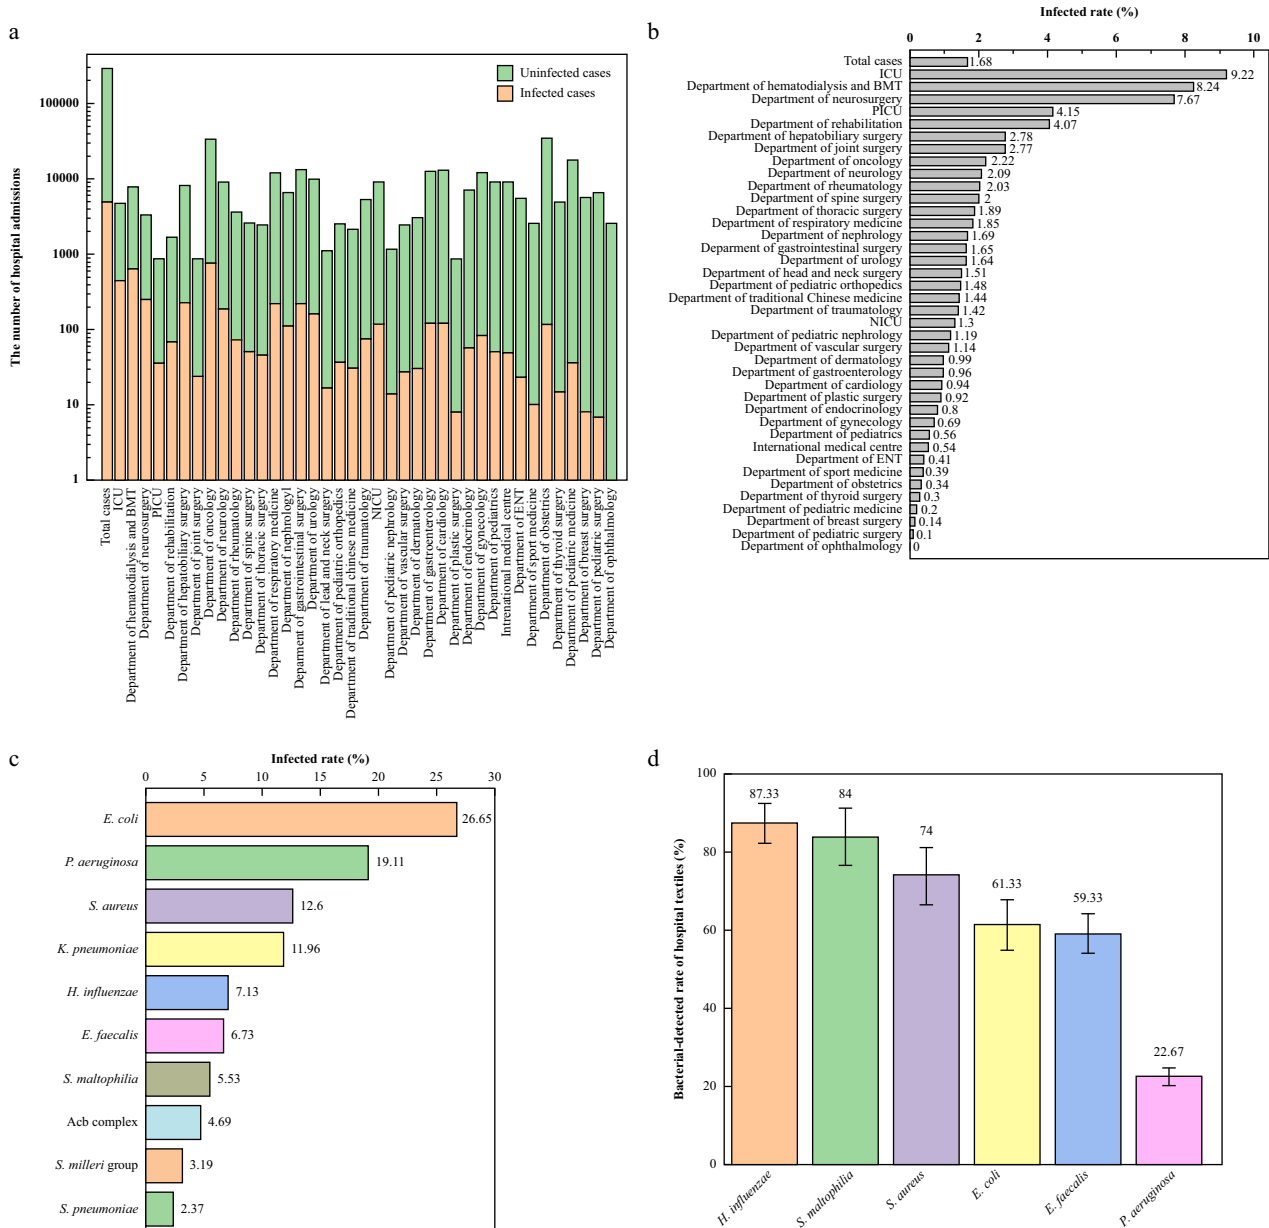 a
Uninfected cases
Infected cases
The number of hospital admissions
100000
10000
1000
100
10
1
Total cases
ICU
Department of hematodialysis and BMT
Department of neurosurgery
PICU
Department of rehabilitation
Department of hepatobiliary surgery
Department of joint surgery
Department of oncology
Department of neurology
Department of rheumatology
Department of spine surgery
Department of thoracic surgery
Department of respiratory medicine
Department of nephrologyl
Deparment of gastrointestinal surgery
Department of urology
Department of lead and neck surgery
Department of pediatric orthopedics
Department of traditional chinese medicine
Department of traumatology
NICU
Department of pediatric nephrology
Department of vascular surgery
Department of dermatology
Department of gastroenterology
Department of cardiology
Department of plastic surgery
Department of endocrinology
Department of gynecology
Department of pediatrics
Intrenational medical centre
Department of ENT
Department of sport medicine
Department of obstetrics
Department of thyroid surgery
Department of pediatric medicine
Department of breast surgery
Department of pediatric surgery
Department of ophthalmology
b
Infected rate (%)
0 2 4 6 8 10
Total cases 1.68
ICU 9.22
Department of hematodialysis and BMT 8.24
Department of neurosurgery 7.67
PICU 4.15
Department of rehabilitation 4.07
Department of hepatobiliary surgery 2.78
Department of joint surgery 2.77
Department of oncology 2.22
Department of neurology 2.09
Department of rheumatology 2.03
Department of spine surgery 2
Department of thoracic surgery 1.89
Department of respiratory medicine 1.85
Department of nephrology 1.69
Deparment of gastrointestinal surgery 1.65
Department of urology 1.64
Department of head and neck surgery 1.51
Department of pediatric orthopedics 1.48
Department of traditional Chinese medicine 1.44
Department of traumatology 1.42
NICU 1.3
Department of pediatric nephrology 1.19
Department of vascular surgery 1.14
Department of dermatology 0.99
Department of gastroenterology 0.96
Department of cardiology 0.94
Department of plastic surgery 0.92
Department of endocrinology 0.8
Department of gynecology 0.69
Department of pediatrics 0.56
International medical centre 0.54
Department of ENT 0.41
Department of sport medicine 0.39
Department of obstetrics 0.34
Department of thyroid surgery 0.3
Department of pediatric medicine 0.2
Department of breast surgery 0.14
Department of pediatric surgery 0.1
Department of ophthalmology 0
c
Infected rate (%)
0 5 10 15 20 25 30
E. coli 26.65
P. aeruginosa 19.11
S. aureus 12.6
K. pneumoniae 11.96
H. influenzae 7.13
E. faecalis 6.73
S. maltophilia 5.53
Acb complex 4.69
S. milleri group 3.19
S. pneumoniae 2.37
d
Bacterial-detected rate of hospital textiles (%)
100
80
60
40
20
0
87.33
84
74
61.33
59.33
22.67
H. influenzae
S. maltophilia
S. aureus
E. coli
E. faecalis
P. aeruginosa